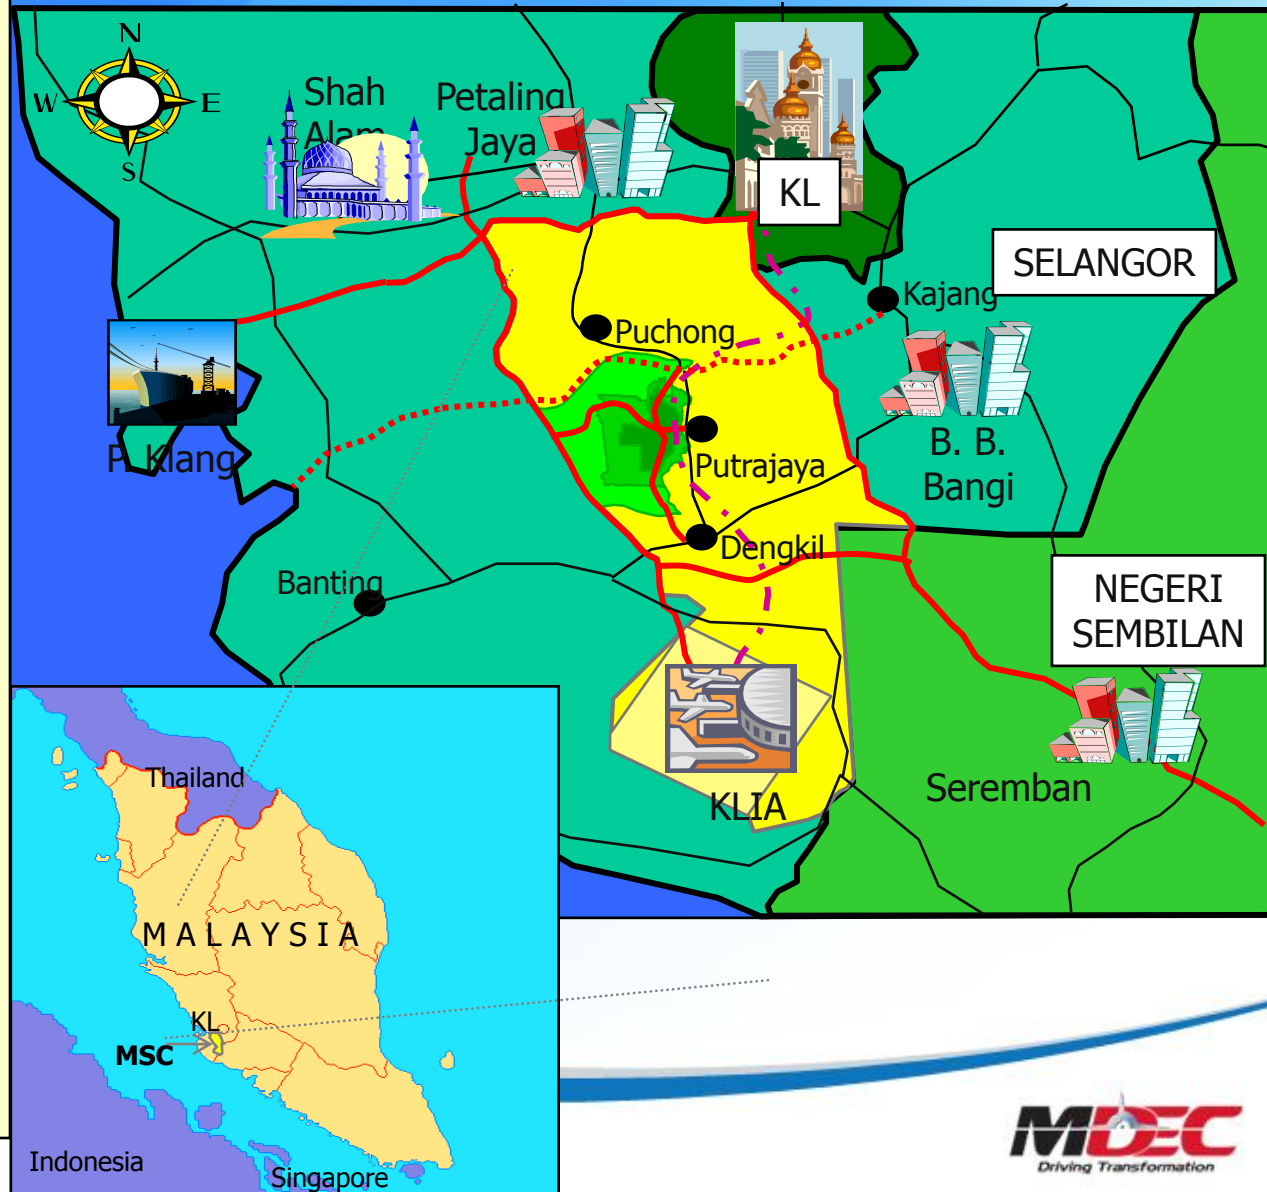 N
W
E
S
Shah
Alam
Petaling
Jaya
KL
SELANGOR
Kajang
Puchong
P. Klang
B. B.
Bangi
Putrajaya
Dengkil
Banting
NEGERI
SEMBILAN
Seremban
KLIA
Thailand
MALAYSIA
KL
MSC
Indonesia
Singapore
MDEC
Driving Transformation